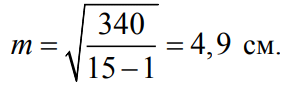 m = √(340 / (15 − 1)) = 4,9 см.